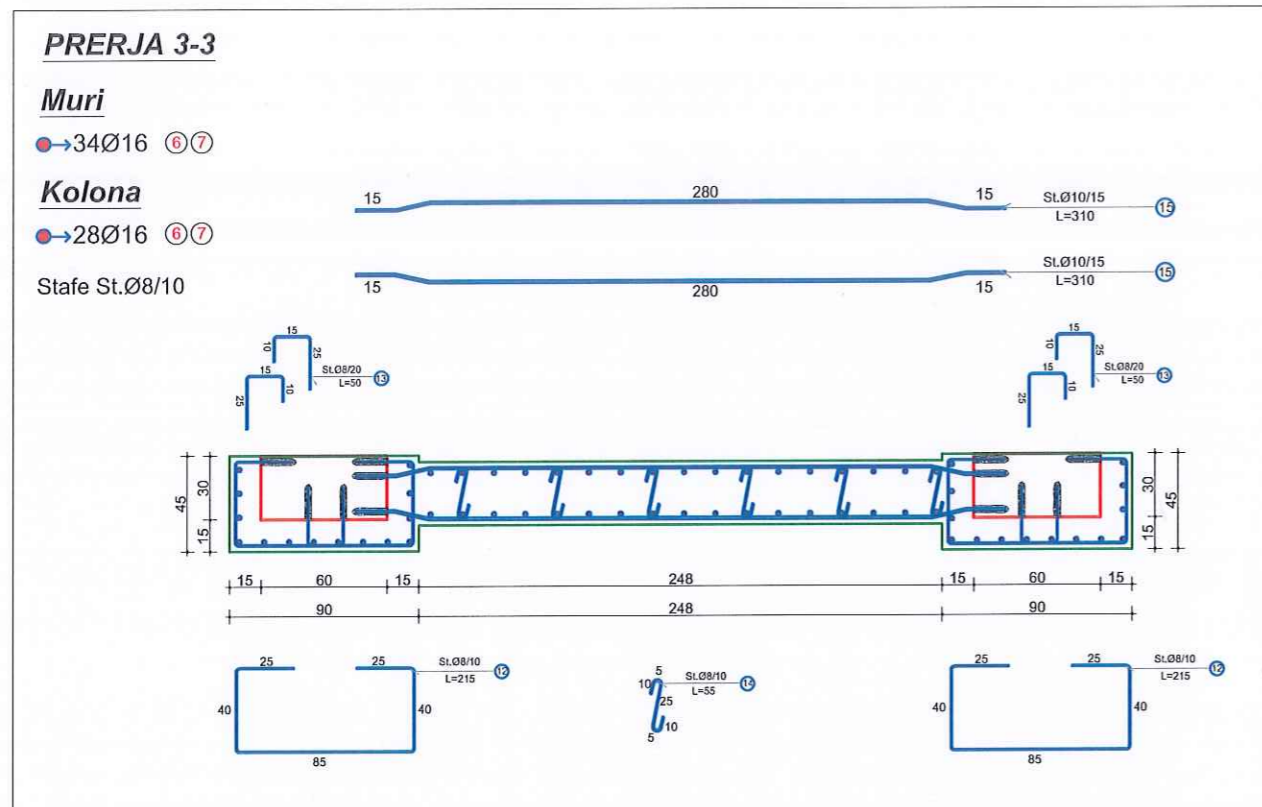 PRERJA 3-3
Muri
34Ø16 6 7
Kolona
28Ø16 6 7
Stafe St.Ø8/10
15 280 15 St.Ø10/15 15
L=310
15 280 15 St.Ø10/15 15
L=310
15
10 25
15 St.Ø8/20 13
L=50
25 10
15
10 25
15 St.Ø8/20 13
L=50
25 10
45 30 15
30 45 15
15 60 15 248 15 60 15
90 248 90
25 25 St.Ø8/10 12
L=215
40 40
85
5 St.Ø8/10 14
10 L=55
25
10
5
25 25 St.Ø8/10 12
L=215
40 40
85